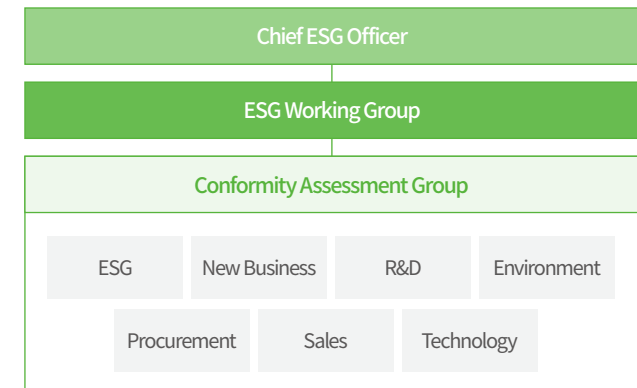 Chief ESG Officer
ESG Working Group
Conformity Assessment Group
ESG New Business R&D Environment
Procurement Sales Technology